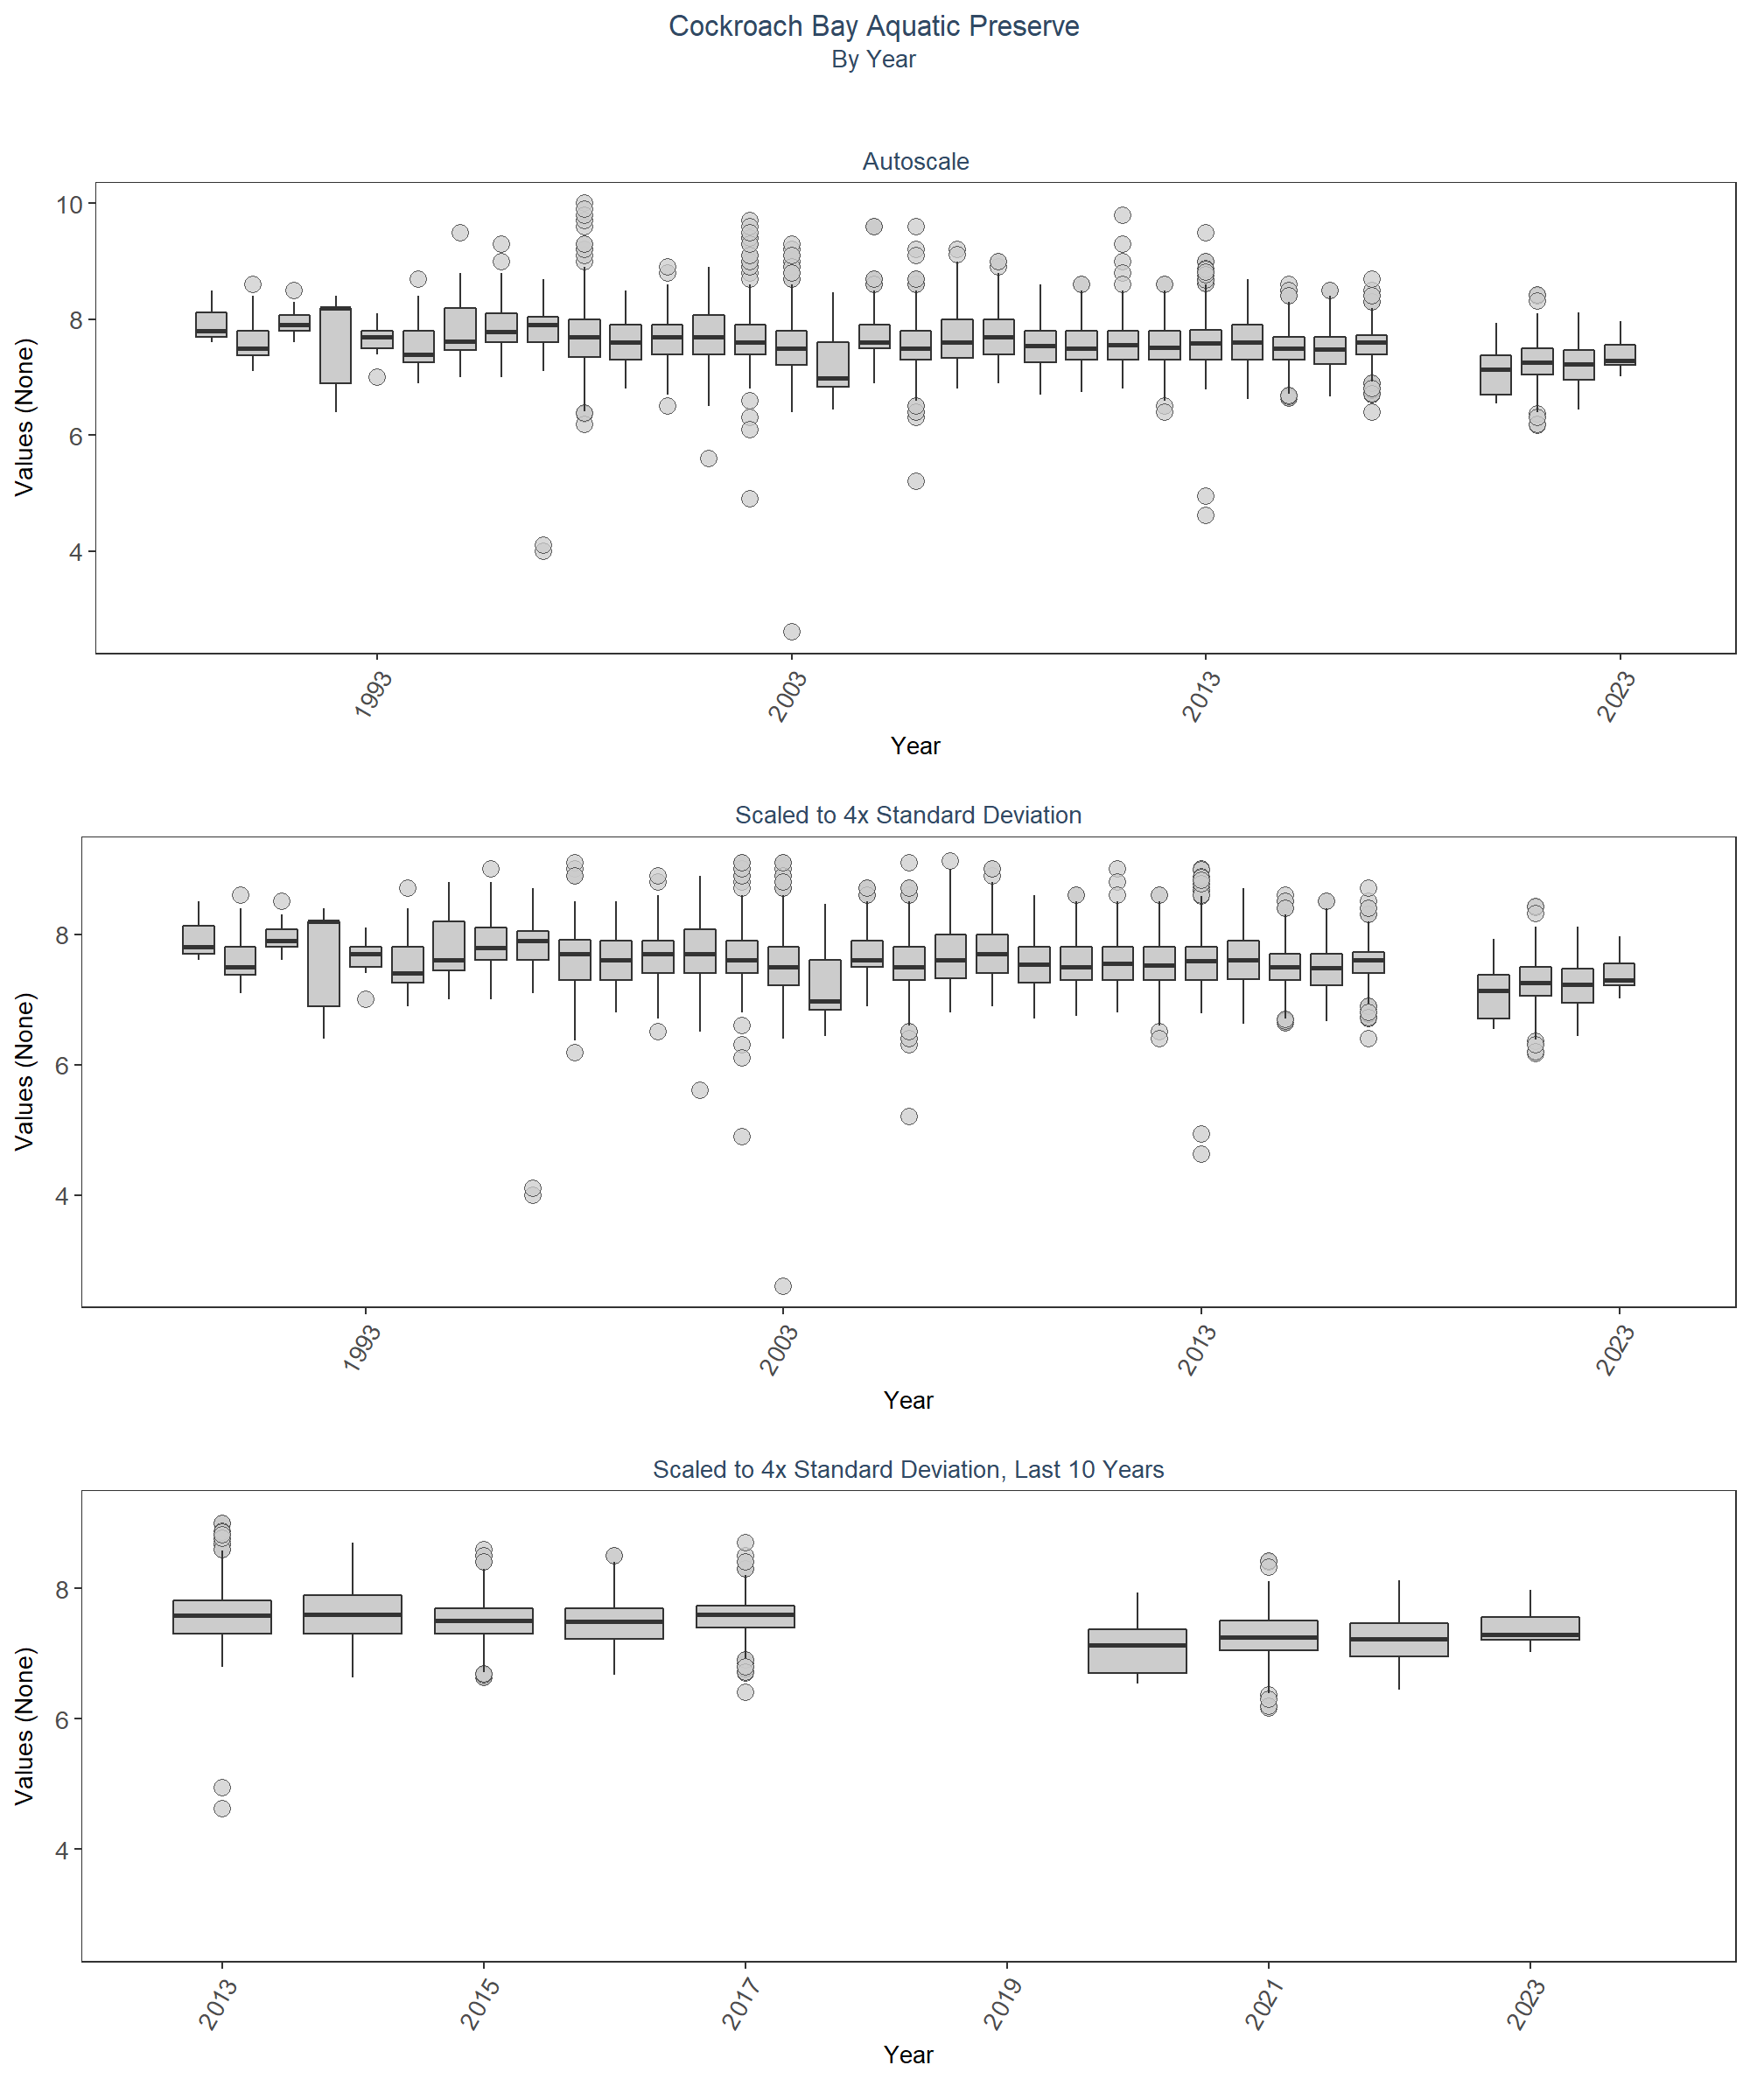 Cockroach Bay Aquatic Preserve
By Year
Autoscale
Values (None)
10
8
6
4
1993
2003
2013
2023
Year
Scaled to 4x Standard Deviation
Values (None)
8
6
4
1993
2003
2013
2023
Year
Scaled to 4x Standard Deviation, Last 10 Years
Values (None)
8
6
4
2013
2015
2017
2019
2021
2023
Year